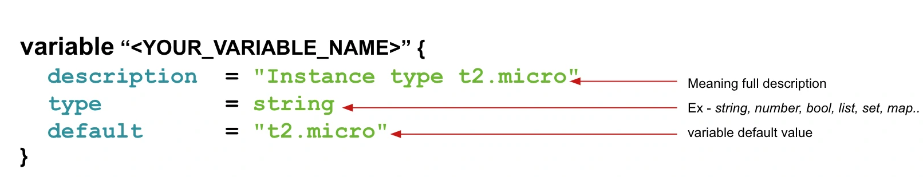 variable “<YOUR_VARIABLE_NAME>” {
description = "Instance type t2.micro"
Meaning full description
type = string
Ex - string, number, bool, list, set, map..
default = "t2.micro"
variable default value
}